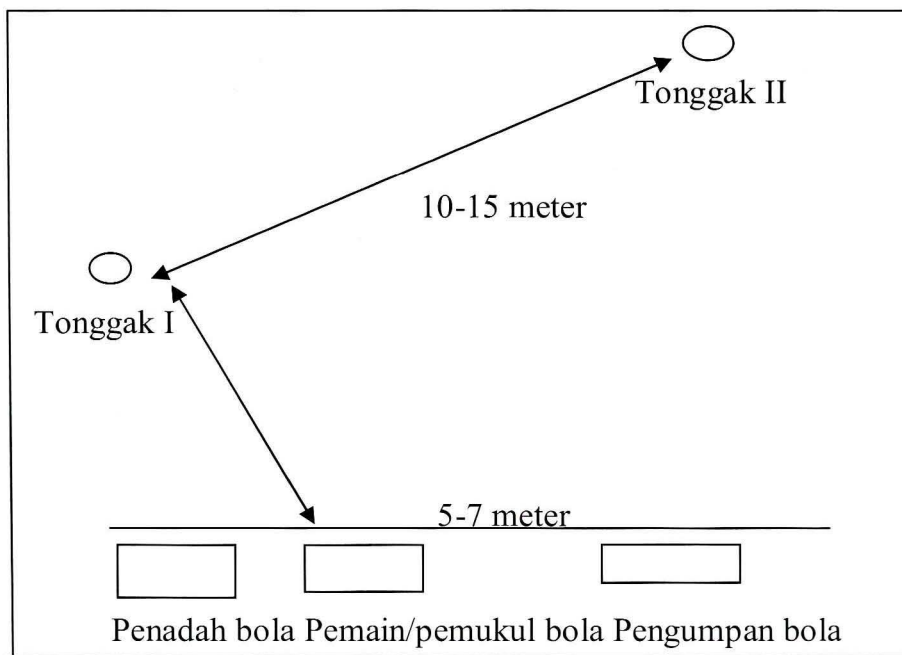 Tonggak II
10-15 meter
Tonggak I
5-7 meter
Penadah bola Pemain/pemukul bola Pengumpan bola